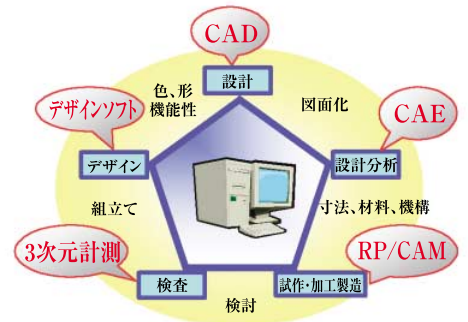 CAD
設計
色、形
機能性
図面化
デザインソフト
CAE
デザイン
設計分析
組立て
寸法、材料、機構
3次元計測
RP/CAM
検査
試作・加工製造
検討